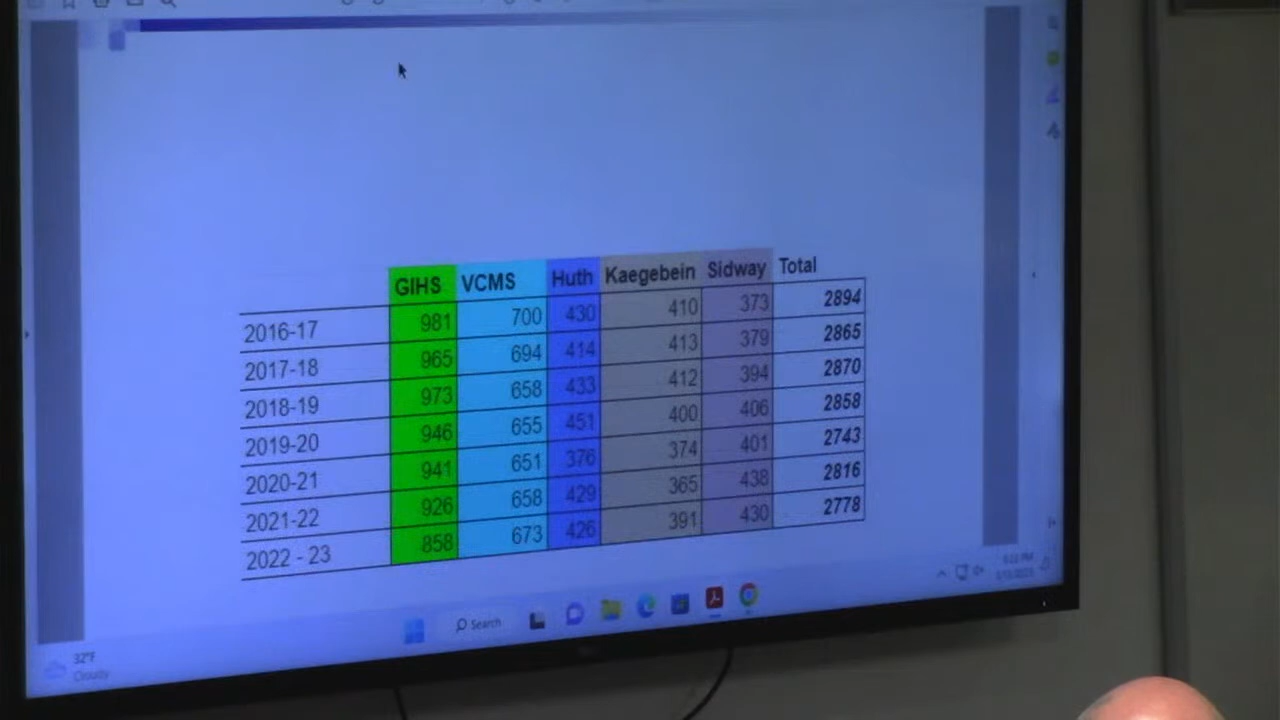 GIHS VCMS Huth Kaegebein Sidway Total
2016-17 981 700 430 410 373 2894
2017-18 965 694 414 413 379 2865
2018-19 973 658 433 412 394 2870
2019-20 946 655 451 400 406 2858
2020-21 941 651 376 374 401 2743
2021-22 926 658 429 365 438 2816
2022 - 23 858 673 426 391 430 2778
Search
32°F
Cloudy